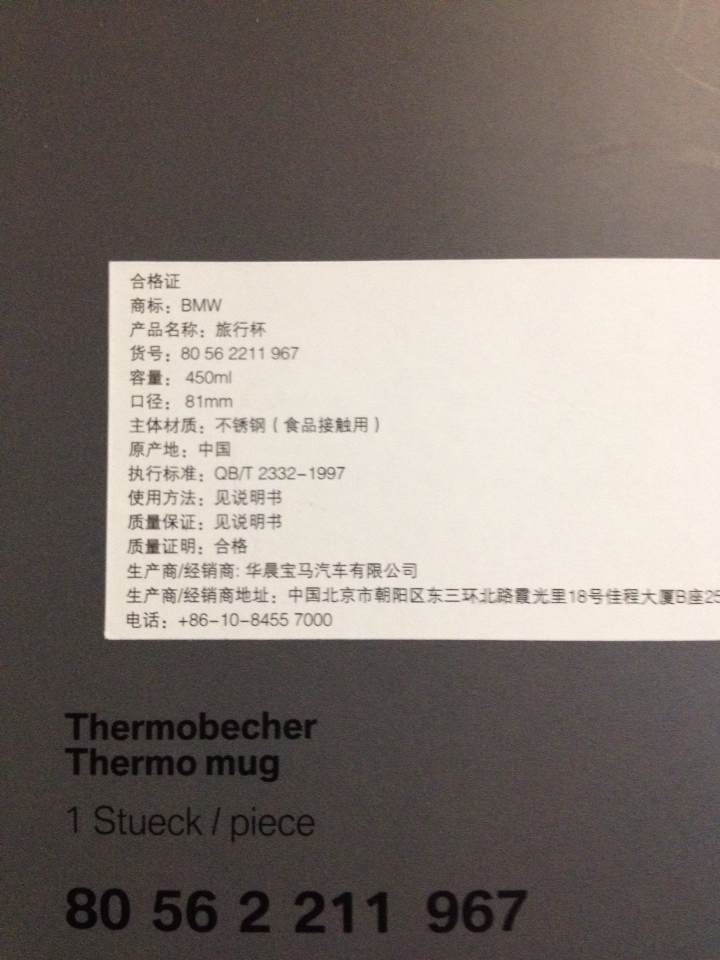 合格证
商标：BMW
产品名称：旅行杯
货号：80 56 2211 967
容量： 450ml
口径： 81mm
主体材质：不锈钢（食品接触用）
原产地：中国
执行标准：QB/T 2332-1997
使用方法：见说明书
质量保证：见说明书
质量证明：合格
生产商/经销商: 华晨宝马汽车有限公司
生产商/经销商地址：中国北京市朝阳区东三环北路霞光里18号佳程大厦B座25
电话：+86-10-8455 7000
Thermobecher
Thermo mug
1 Stueck / piece
80 56 2 211 967